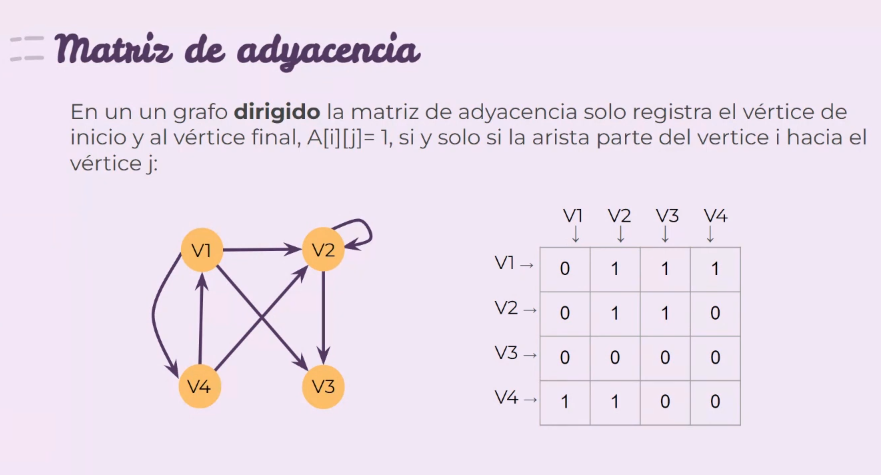 Matriz de adyacencia
En un un grafo dirigido la matriz de adyacencia solo registra el vértice de
inicio y al vértice final, A[i][j]= 1, si y solo si la arista parte del vertice i hacia el
vértice j:
V1 V2
V4 V3
V1 V2 V3 V4
↓ ↓ ↓ ↓
V1 → 0 1 1 1
V2 → 0 1 1 0
V3 → 0 0 0 0
V4 → 1 1 0 0